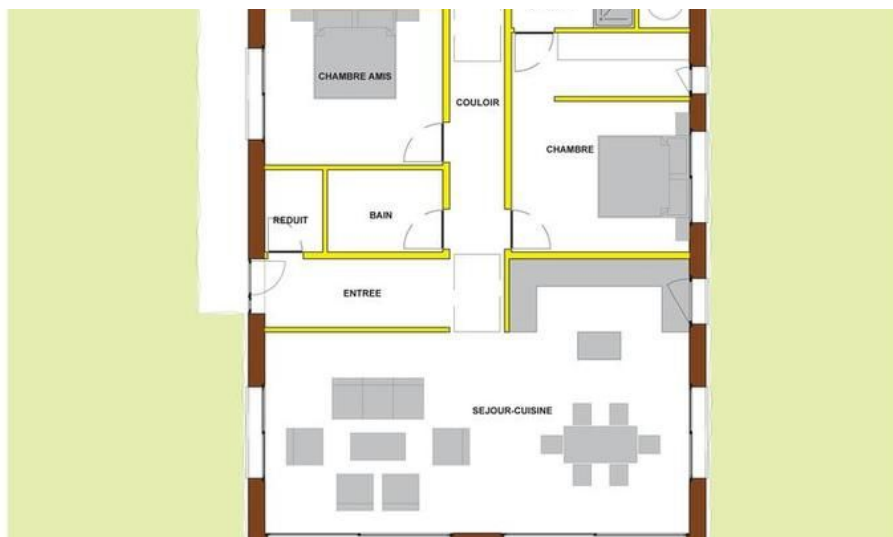 CHAMBRE AMIS
COULOIR
CHAMBRE
REDUIT
BAIN
ENTREE
SEJOUR-CUISINE